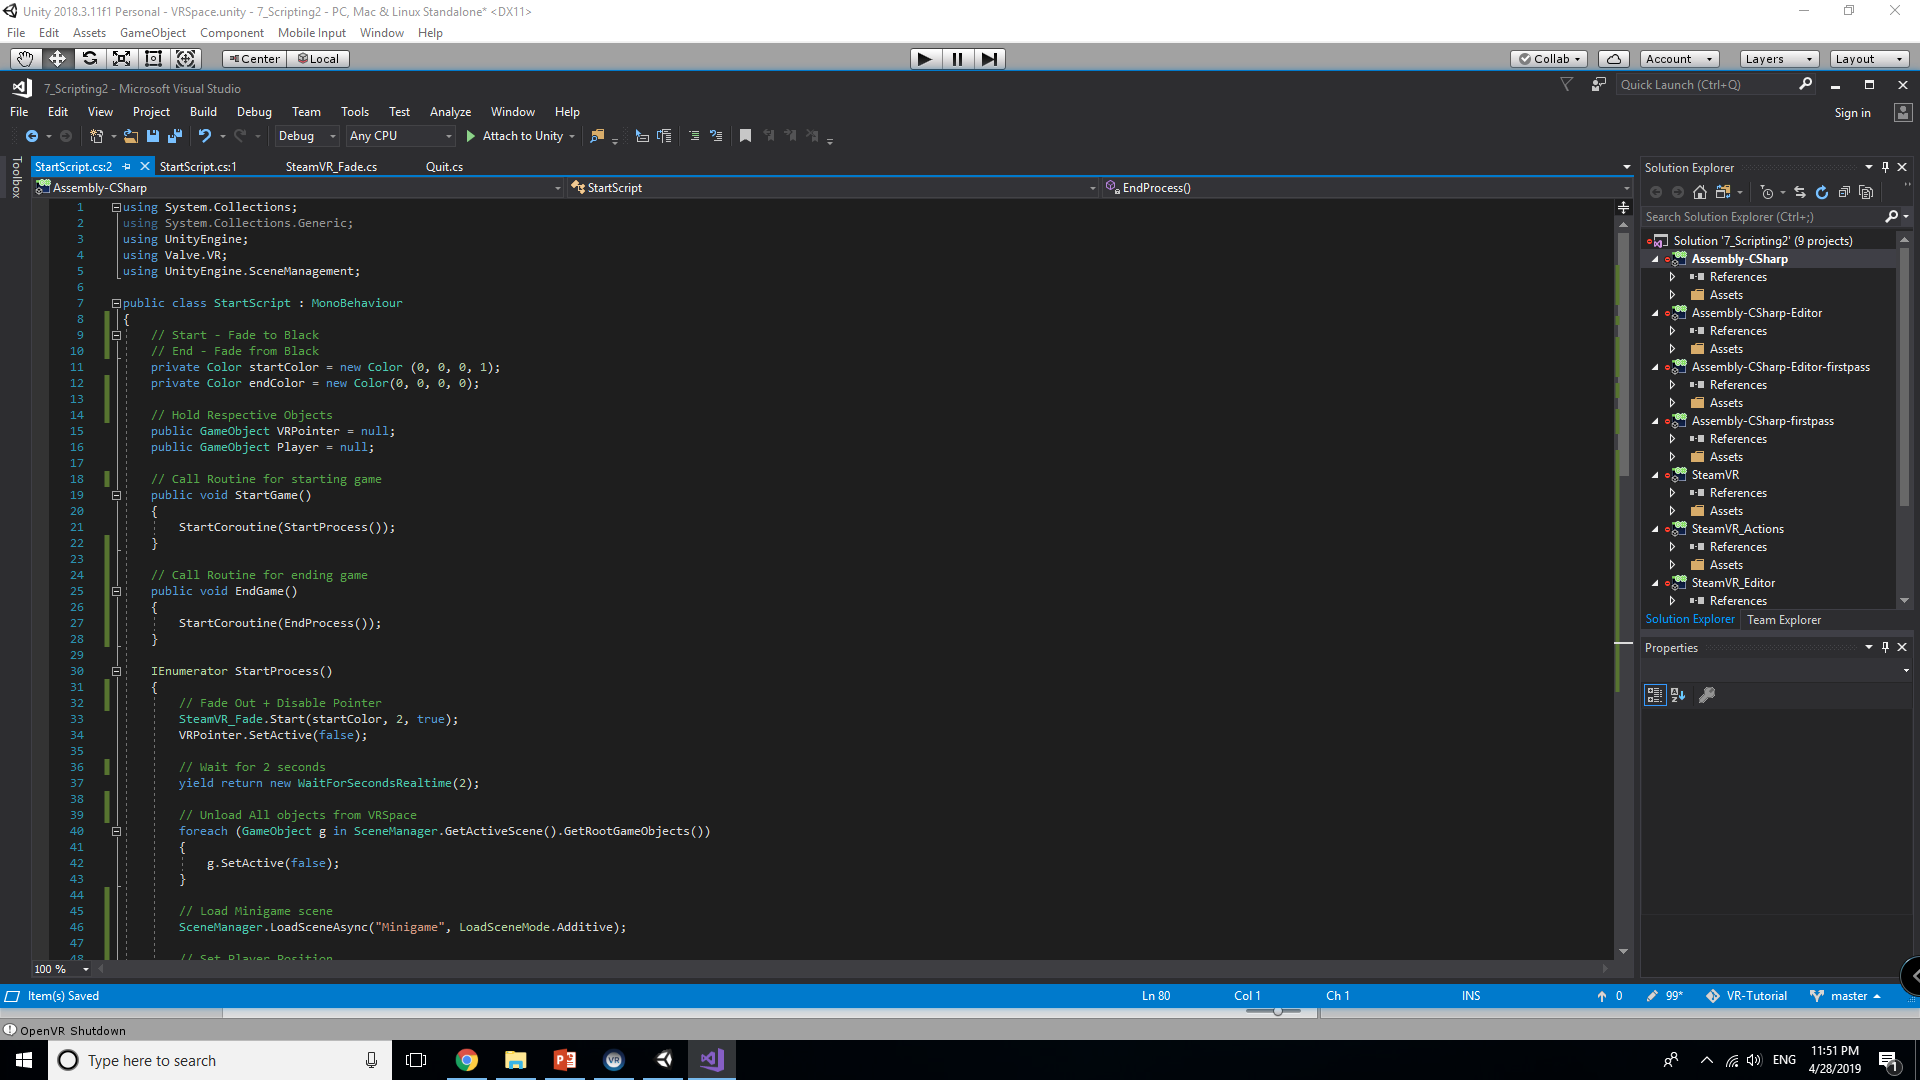 Unity 2018.3.11f1 Personal - VRSpace.unity - 7_Scripting2 - PC, Mac & Linux Standalone* <DX11>
File Edit Assets GameObject Component Mobile Input Window Help
Center Local Collab Account Layers Layout
7_Scripting2 - Microsoft Visual Studio Quick Launch (Ctrl+Q)
File Edit View Project Build Debug Team Tools Test Analyze Window Help Sign in
Debug Any CPU Attach to Unity
Toolbox
StartScript.cs:2 StartScript.cs:1 SteamVR_Fade.cs Quit.cs
Assembly-CSharp StartScript EndProcess()
1 using System.Collections;
2 using System.Collections.Generic;
3 using UnityEngine;
4 using Valve.VR;
5 using UnityEngine.SceneManagement;
6
7 public class StartScript : MonoBehaviour
8 {
9 // Start - Fade to Black
10 // End - Fade from Black
11 private Color startColor = new Color (0, 0, 0, 1);
12 private Color endColor = new Color(0, 0, 0, 0);
13
14 // Hold Respective Objects
15 public GameObject VRPointer = null;
16 public GameObject Player = null;
17
18 // Call Routine for starting game
19 public void StartGame()
20 {
21 StartCoroutine(StartProcess());
22 }
23
24 // Call Routine for ending game
25 public void EndGame()
26 {
27 StartCoroutine(EndProcess());
28 }
29
30 IEnumerator StartProcess()
31 {
32 // Fade Out + Disable Pointer
33 SteamVR_Fade.Start(startColor, 2, true);
34 VRPointer.SetActive(false);
35
36 // Wait for 2 seconds
37 yield return new WaitForSecondsRealtime(2);
38
39 // Unload All objects from VRSpace
40 foreach (GameObject g in SceneManager.GetActiveScene().GetRootGameObjects())
41 {
42 g.SetActive(false);
43 }
44
45 // Load Minigame scene
46 SceneManager.LoadSceneAsync("Minigame", LoadSceneMode.Additive);
47
48 // Set Player Position
100 %
Solution Explorer
Search Solution Explorer (Ctrl+;)
Solution '7_Scripting2' (9 projects)
Assembly-CSharp
References
Assets
Assembly-CSharp-Editor
References
Assets
Assembly-CSharp-Editor-firstpass
References
Assets
Assembly-CSharp-firstpass
References
Assets
SteamVR
References
Assets
SteamVR_Actions
References
Assets
SteamVR_Editor
References
Solution Explorer Team Explorer
Properties
Item(s) Saved Ln 80 Col 1 Ch 1 INS 0 99* VR-Tutorial master
OpenVR Shutdown
Type here to search
ENG
11:51 PM
4/28/2019
1